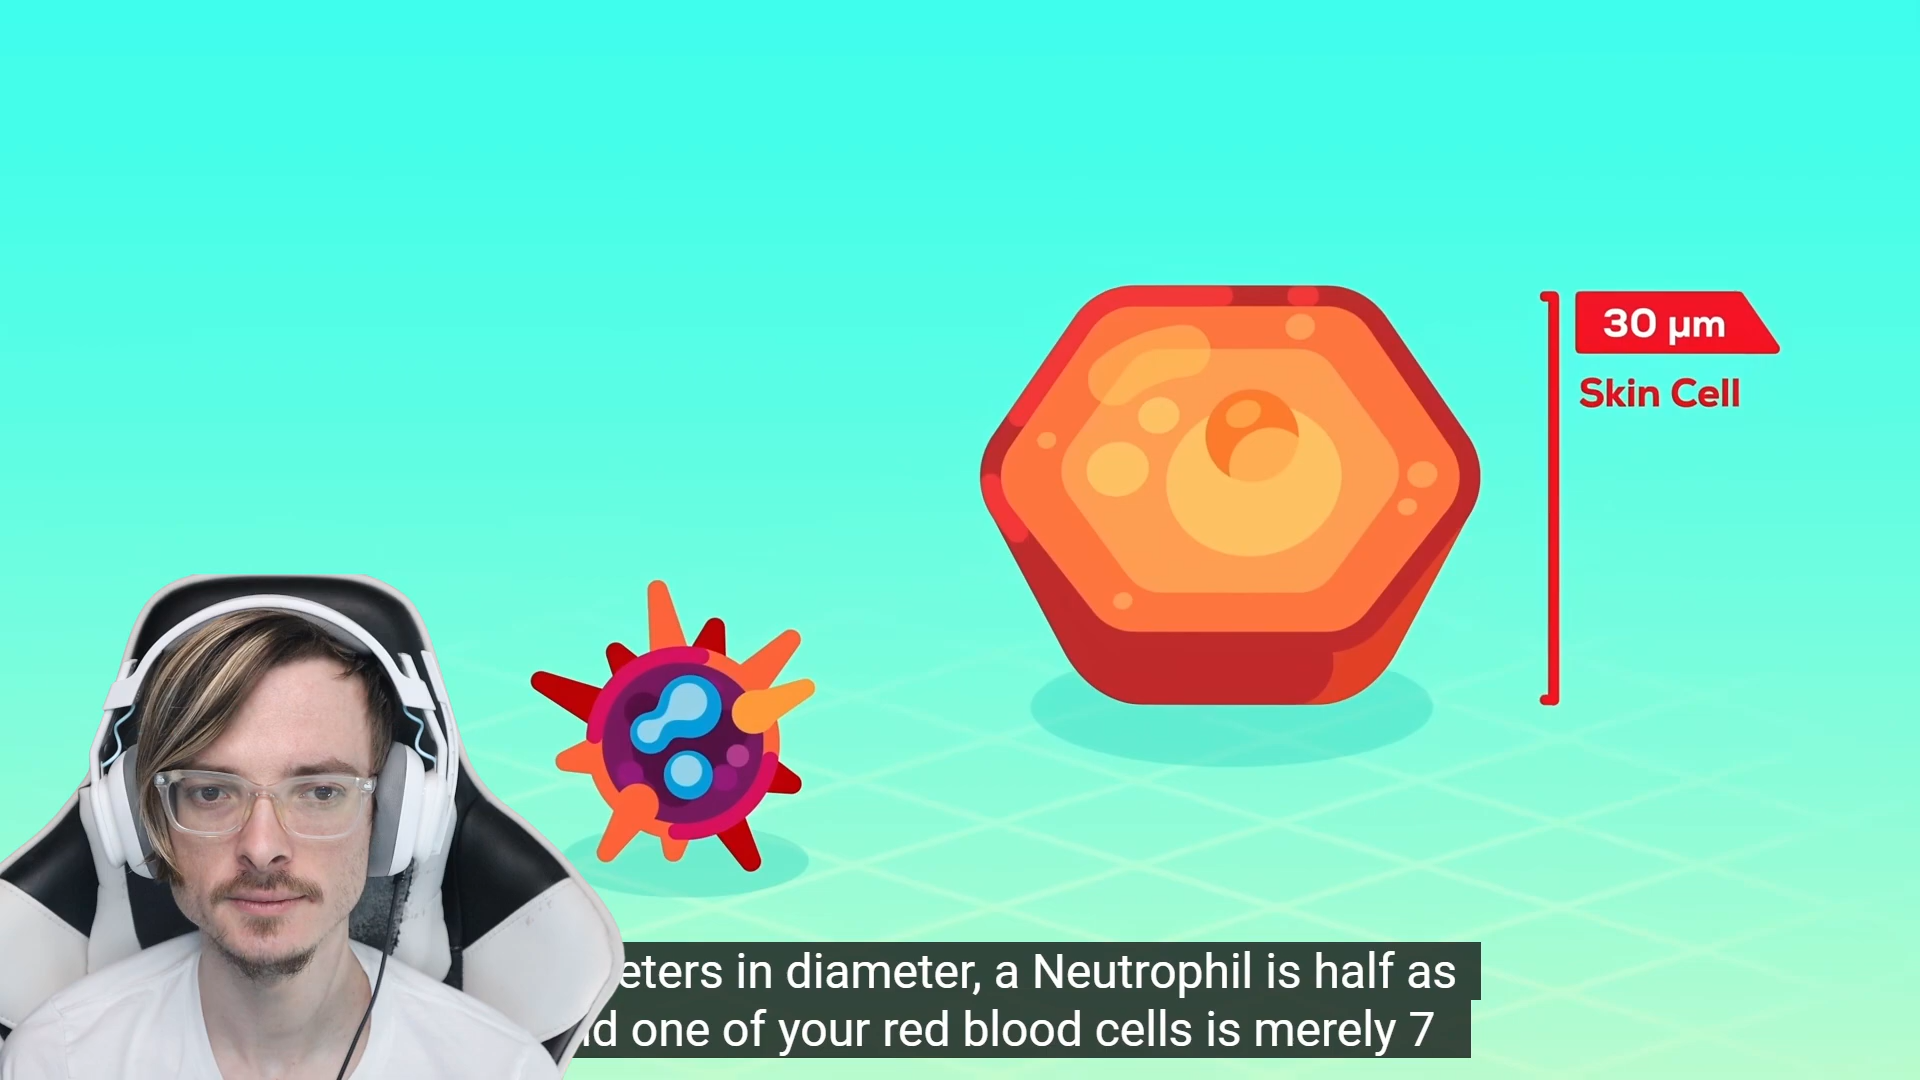 30 µm
Skin Cell
in diameter, a Neutrophil is half as
one of your red blood cells is merely 7